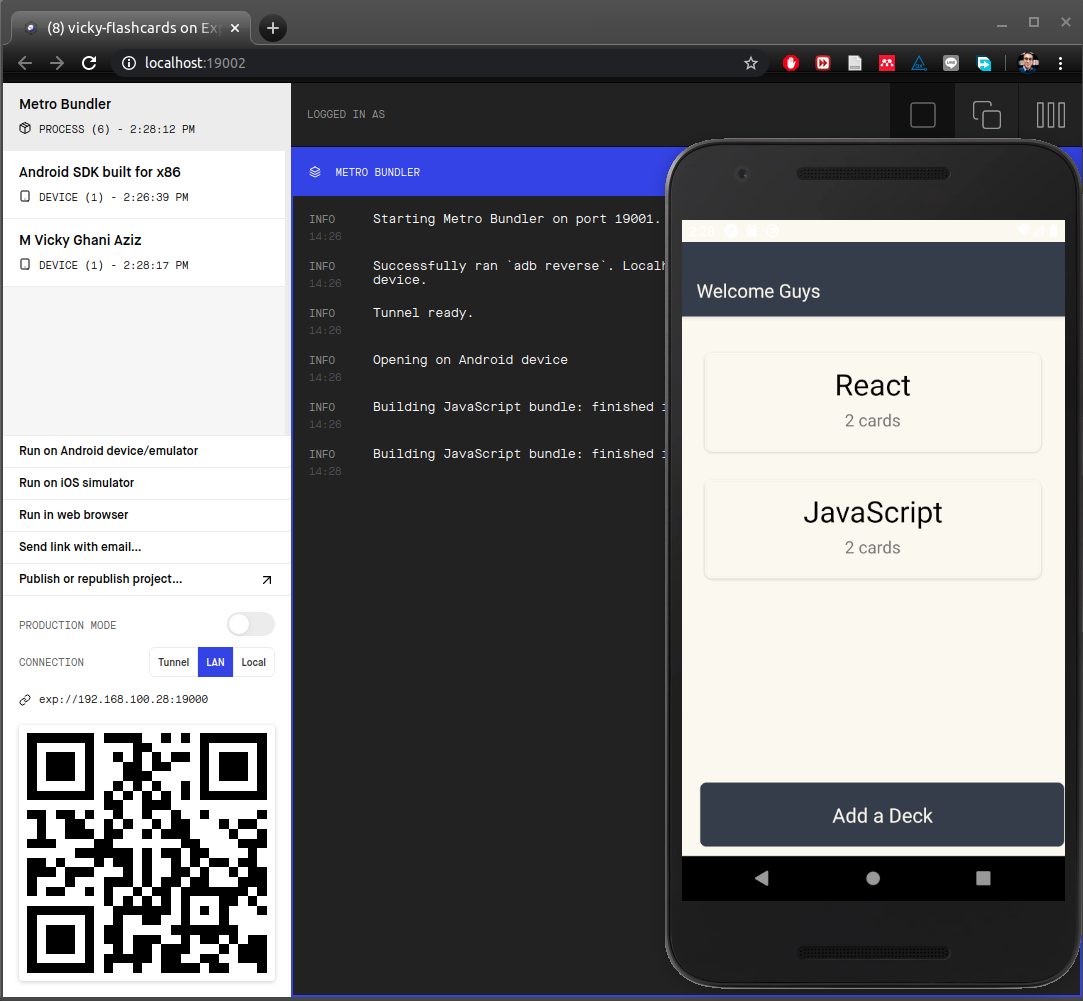 (8) vicky-flashcards on Exp
localhost:19002
Metro Bundler
PROCESS (6) - 2:28:12 PM
Android SDK built for x86
DEVICE (1) - 2:26:39 PM
M Vicky Ghani Aziz
DEVICE (1) - 2:28:17 PM
Run on Android device/emulator
Run on iOS simulator
Run in web browser
Send link with email...
Publish or republish project...
PRODUCTION MODE
CONNECTION
Tunnel LAN Local
exp://192.168.100.28:19000
LOGGED IN AS
METRO BUNDLER
INFO Starting Metro Bundler on port 19001.
14:26
INFO Successfully ran `adb reverse`. Localh
14:26 device.
INFO Tunnel ready.
14:26
INFO Opening on Android device
14:26
INFO Building JavaScript bundle: finished i
14:26
INFO Building JavaScript bundle: finished i
14:28
Welcome Guys
React
2 cards
JavaScript
2 cards
Add a Deck